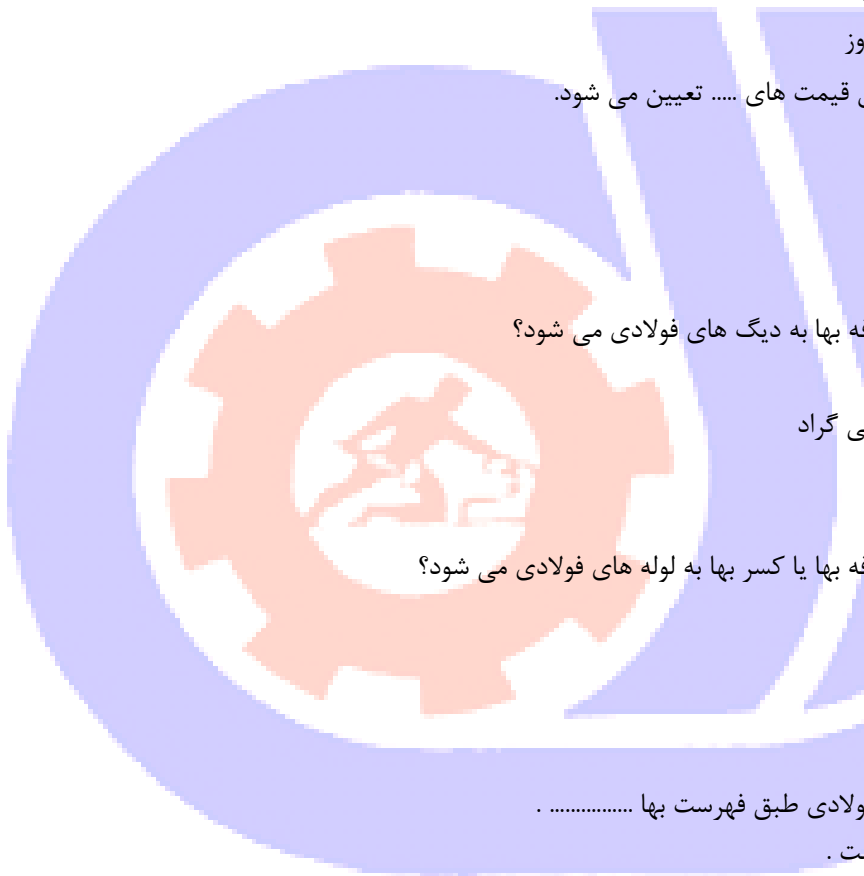 وز
قیمت های ..... تعیین می شود.
بها به دیگ های فولادی می شود؟
گراد
بها یا کسر بها به لوله های فولادی می شود؟
ولادی طبق فهرست بها ............... .
ت .